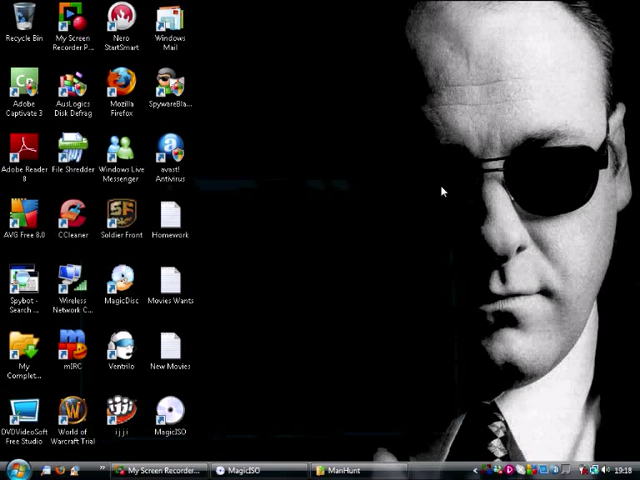 Recycle Bin
My Screen
Recorder P...
Nero
StartSmart
Windows
Mail
Adobe
Captivate 3
AusLogics
Disk Defrag
Mozilla
Firefox
SpywareBla...
Adobe Reader
8
File Shredder
Windows Live
Messenger
avast!
Antivirus
AVG Free 8.0
CCleaner
Soldier Front
Homework
Spybot -
Search ...
Wireless
Network C...
MagicDisc
Movies Wants
My
Complet...
mIRC
Ventrilo
New Movies
DVDVideoSoft
Free Studio
World of
Warcraft Trial
i j j i
MagicISO
My Screen Recorder...
MagicISO
ManHunt
19:18